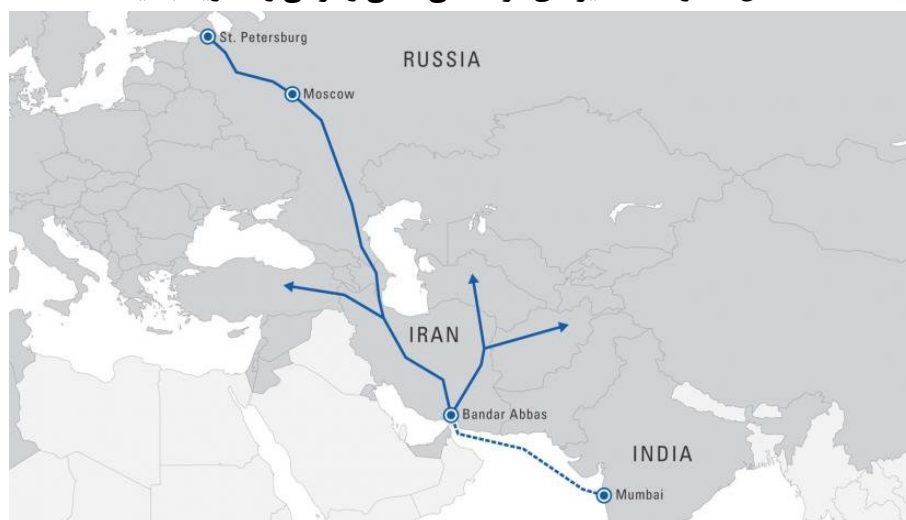 St. Petersburg
RUSSIA
Moscow
IRAN
Bandar Abbas
INDIA
Mumbai